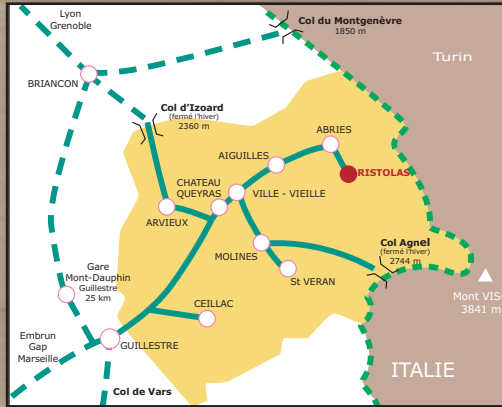 Lyon
Grenoble
Col du Montgenèvre
1850 m
Turin
BRIANCON
Col d'Izoard
(fermé l'hiver)
2360 m
ABRIES
AIGUILLES
RISTOLAS
CHATEAU
QUEYRAS
VILLE - VIEILLE
ARVIEUX
Col Agnel
(fermé l'hiver)
2744 m
MOLINES
Gare
Mont-Dauphin
Guillestre
25 km
St VERAN
Mont VIS
3841 m
CEILLAC
Embrun
Gap
Marseille
GUILLESTRE
ITALIE
Col de Vars